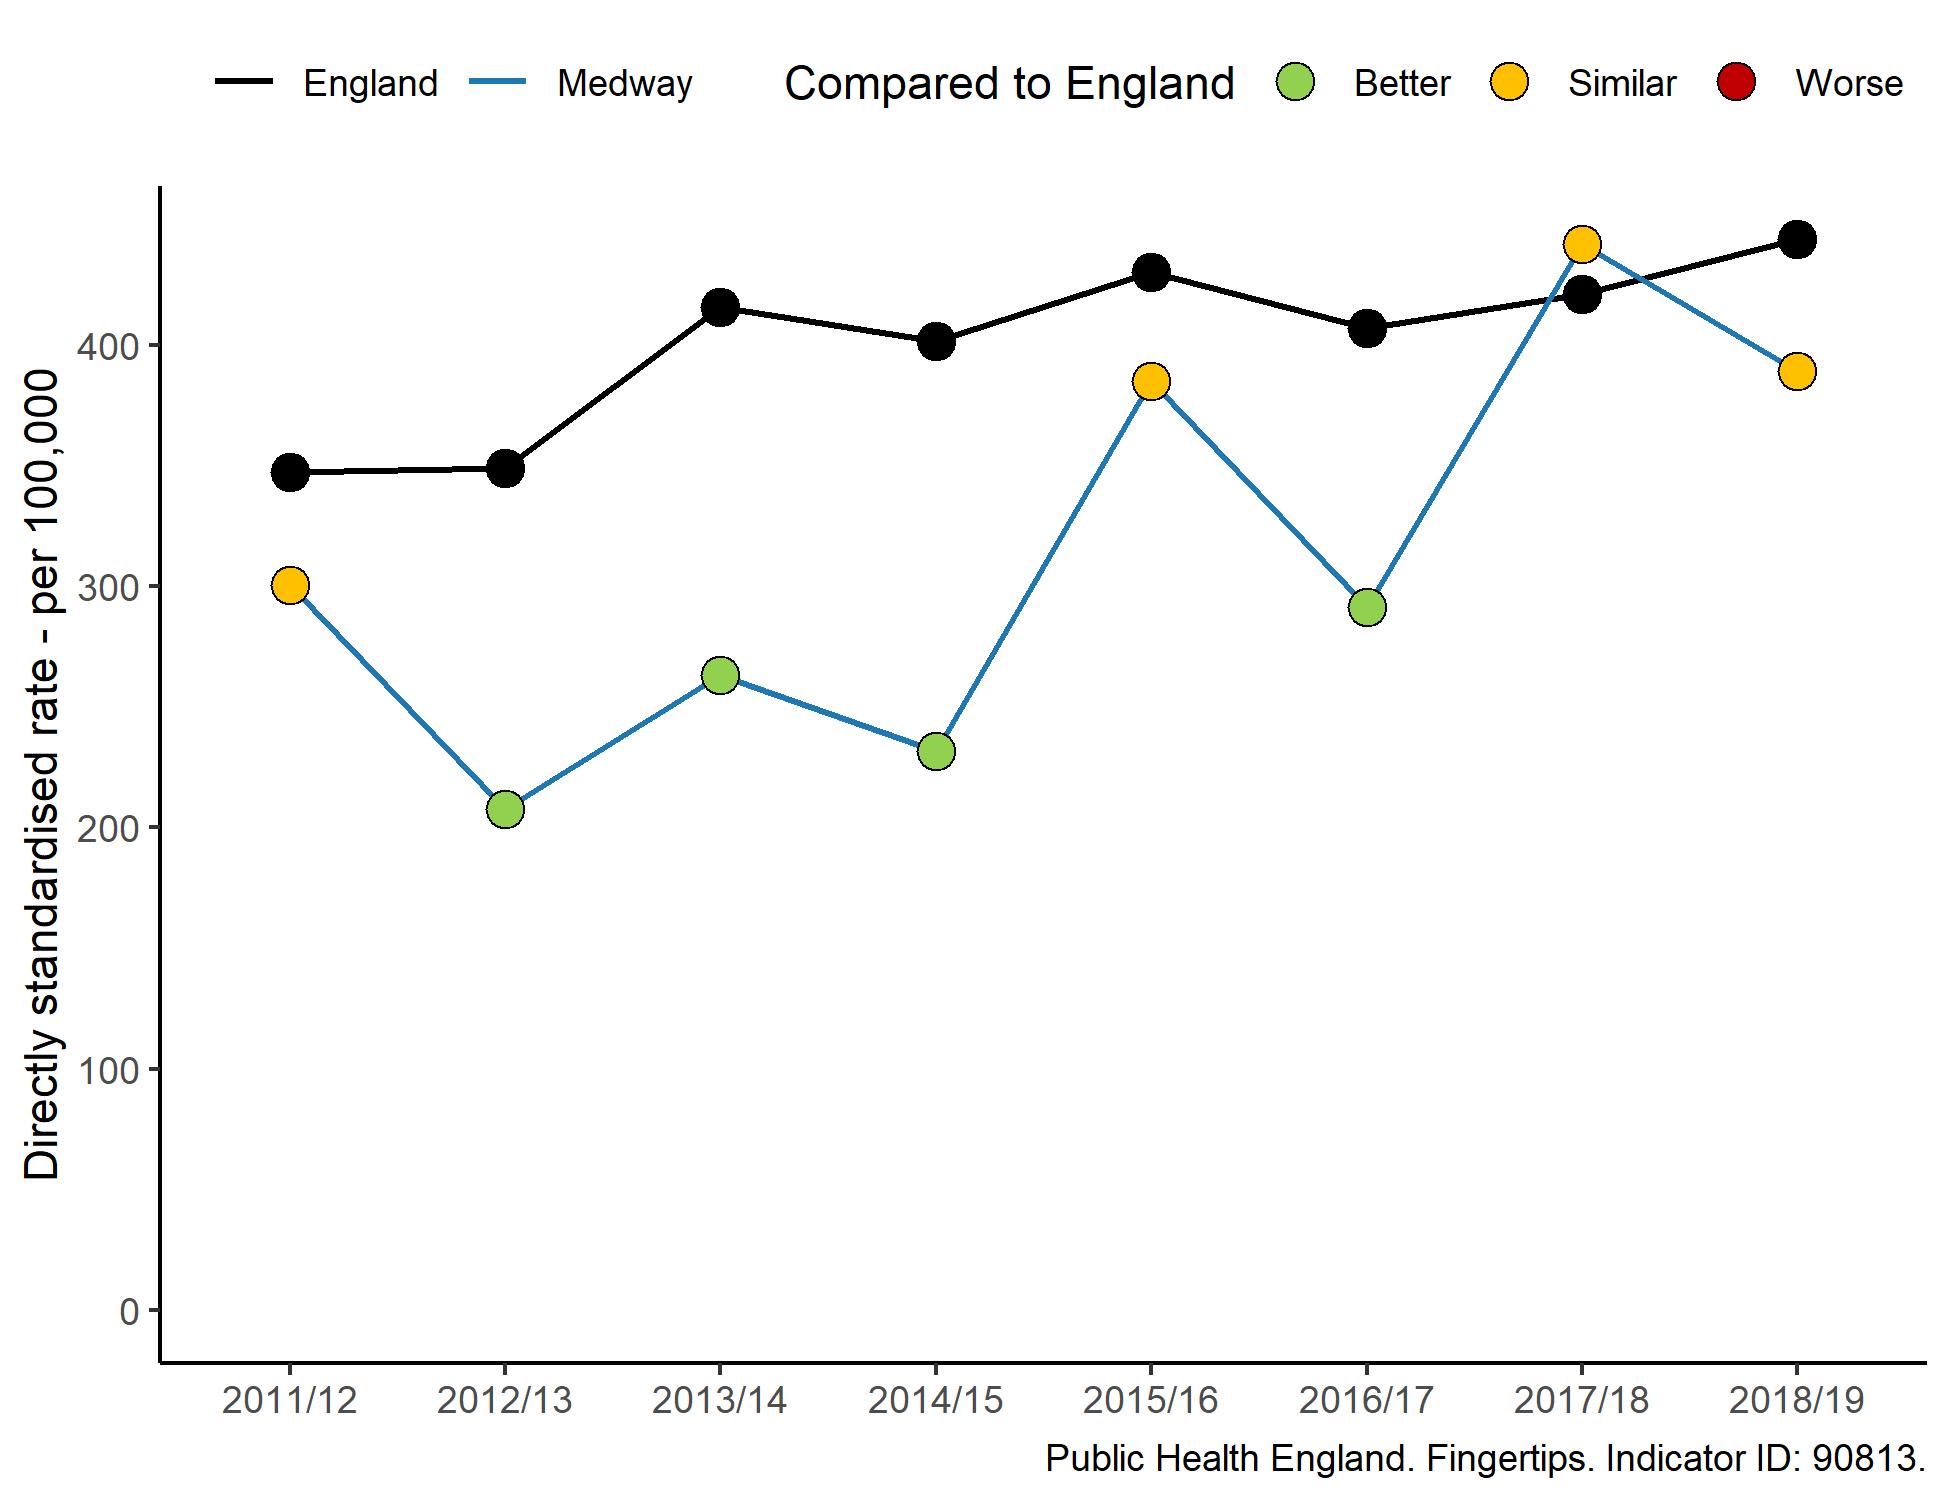 England Medway Compared to England Better Similar Worse
Directly standardised rate - per 100,000
400
300
200
100
0
2011/12 2012/13 2013/14 2014/15 2015/16 2016/17 2017/18 2018/19
Public Health England. Fingertips. Indicator ID: 90813.